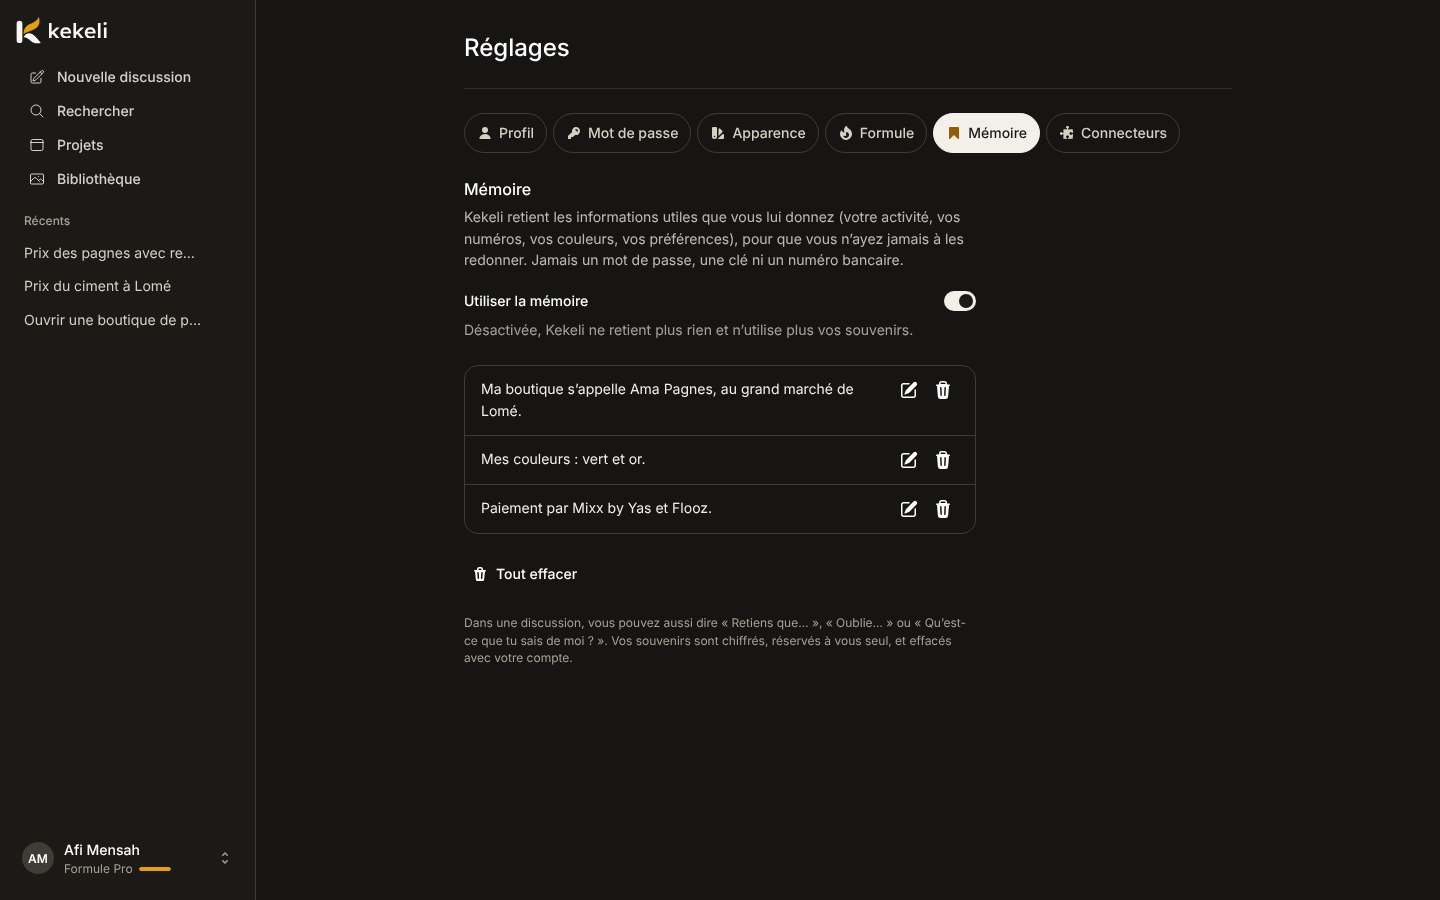 kekeli
Nouvelle discussion
Rechercher
Projets
Bibliothèque
Récents
Prix des pagnes avec re...
Prix du ciment à Lomé
Ouvrir une boutique de p...
AM
Afi Mensah
Formule Pro
Réglages
Profil
Mot de passe
Apparence
Formule
Mémoire
Connecteurs
Mémoire
Kekeli retient les informations utiles que vous lui donnez (votre activité, vos
numéros, vos couleurs, vos préférences), pour que vous n’ayez jamais à les
redonner. Jamais un mot de passe, une clé ni un numéro bancaire.
Utiliser la mémoire
Désactivée, Kekeli ne retient plus rien et n’utilise plus vos souvenirs.
Ma boutique s’appelle Ama Pagnes, au grand marché de
Lomé.
Mes couleurs : vert et or.
Paiement par Mixx by Yas et Flooz.
Tout effacer
Dans une discussion, vous pouvez aussi dire « Retiens que… », « Oublie… » ou « Qu’est-
ce que tu sais de moi ? ». Vos souvenirs sont chiffrés, réservés à vous seul, et effacés
avec votre compte.